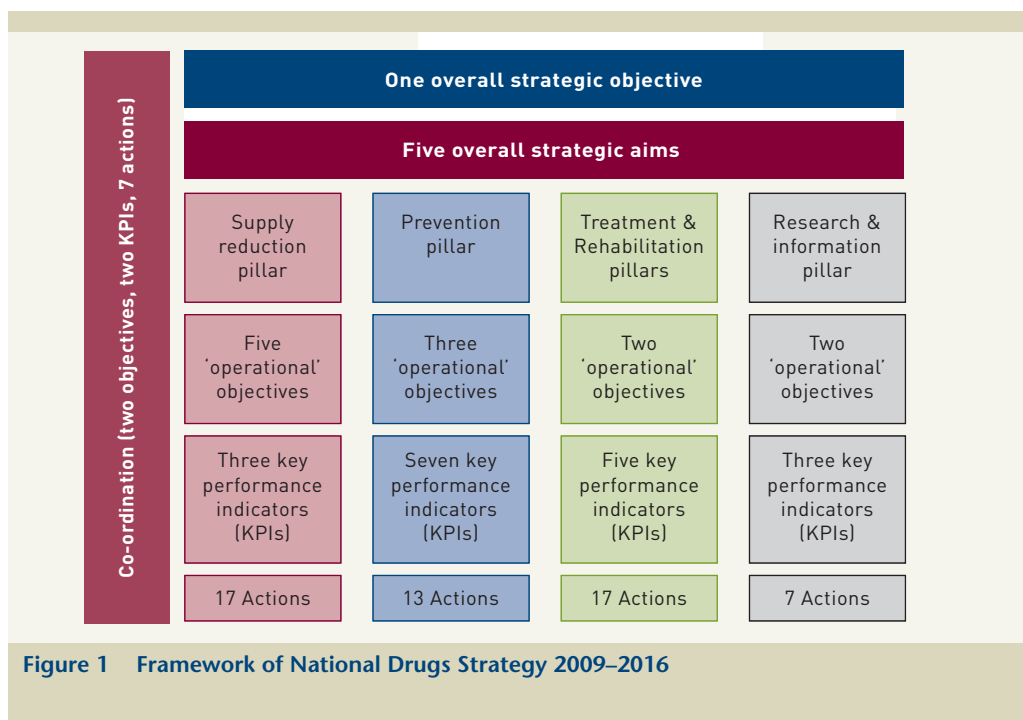 Co-ordination (two objectives, two KPIs, 7 actions)
One overall strategic objective
Five overall strategic aims
Supply
reduction
pillar
Prevention
pillar
Treatment &
Rehabilitation
pillars
Research &
information
pillar
Five
‘operational’
objectives
Three
‘operational’
objectives
Two
‘operational’
objectives
Two
‘operational’
objectives
Three key
performance
indicators
(KPIs)
Seven key
performance
indicators
(KPIs)
Five key
performance
indicators
(KPIs)
Three key
performance
indicators
(KPIs)
17 Actions
13 Actions
17 Actions
7 Actions
Figure 1 Framework of National Drugs Strategy 2009–2016